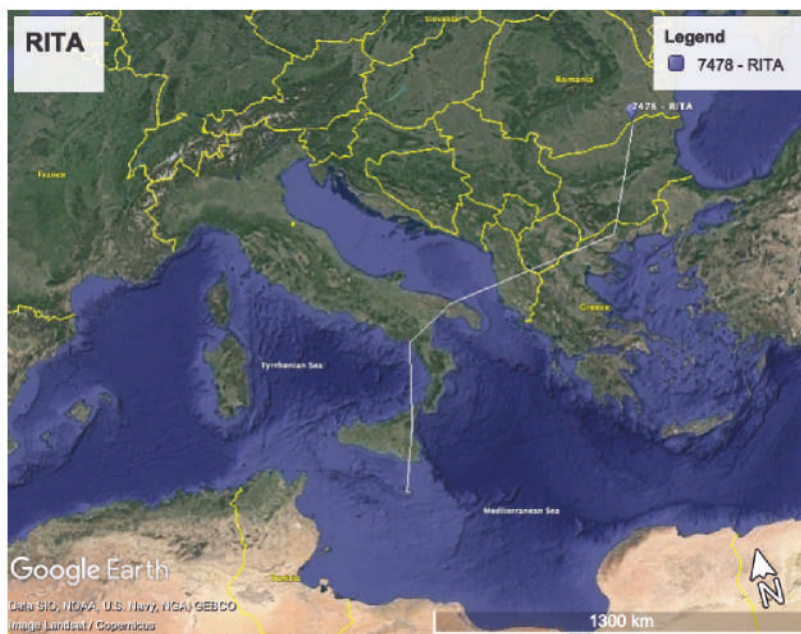 RITA
Legend
7478 - RITA
Slovakia
Romania
7478 - RITA
France
Greece
Tyrrhenian Sea
Mediterranean Sea
Google Earth
Tunisia
Data SIO, NOAA, U.S. Navy, NGA, GEBCO
Image Landsat / Copernicus
1300 km
N